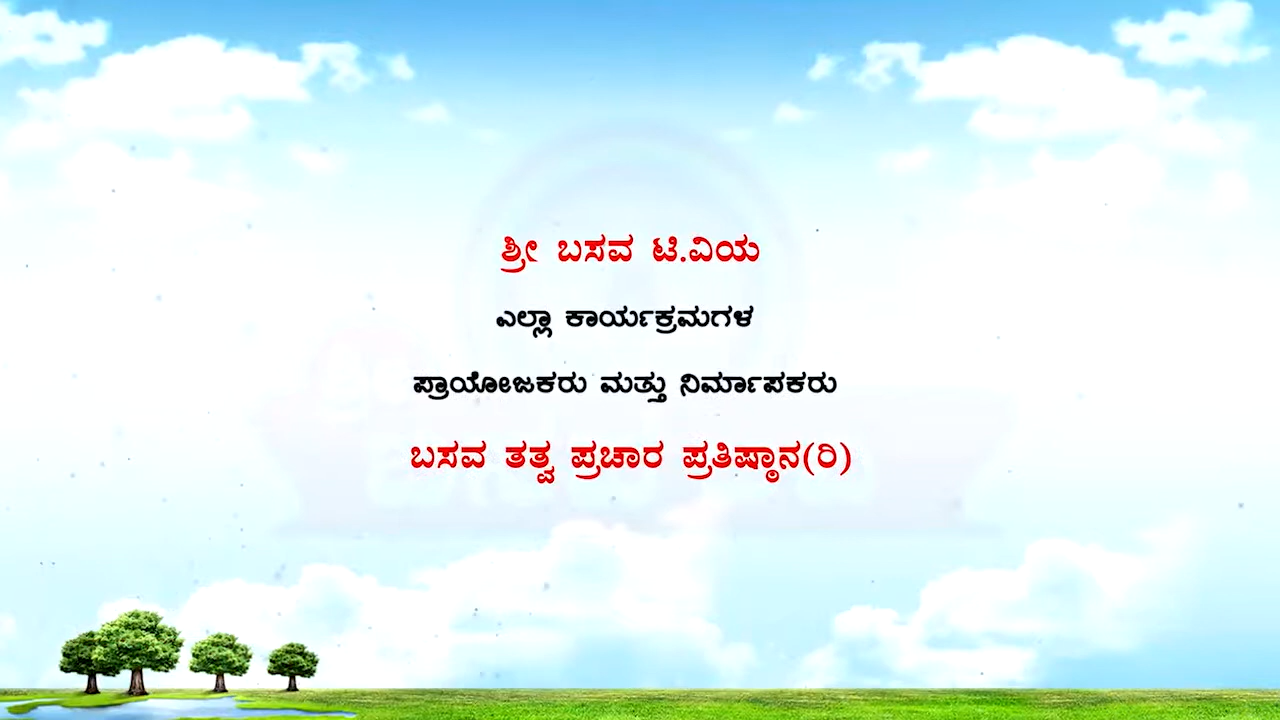 ಶ್ರೀ ಬಸವ ಟಿ.ವಿಯ
ಎಲ್ಲಾ ಕಾರ್ಯಕ್ರಮಗಳ
ಪ್ರಾಯೋಜಕರು ಮತ್ತು ನಿರ್ಮಾಪಕರು
ಬಸವ ತತ್ವ ಪ್ರಚಾರ ಪ್ರತಿಷ್ಠಾನ(ರಿ)